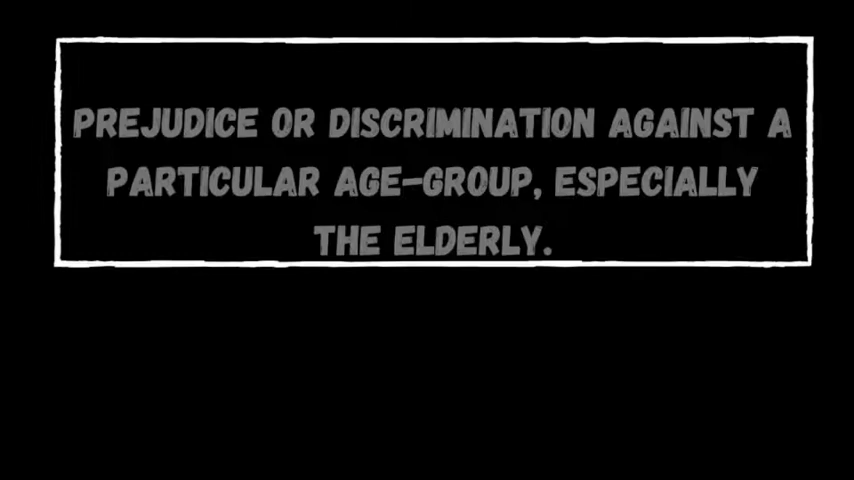 PREJUDICE OR DISCRIMINATION AGAINST A
PARTICULAR AGE-GROUP, ESPECIALLY
THE ELDERLY.